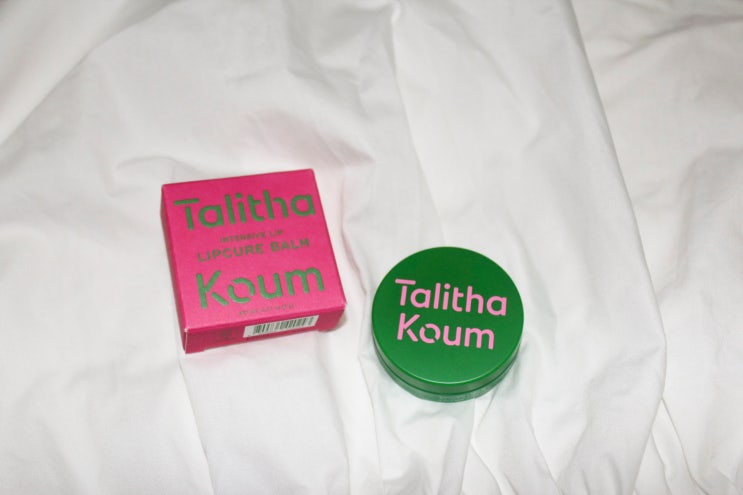 Talitha
INTENSIVE LIP
LIPCURE BALM
Koum
Talitha
Koum